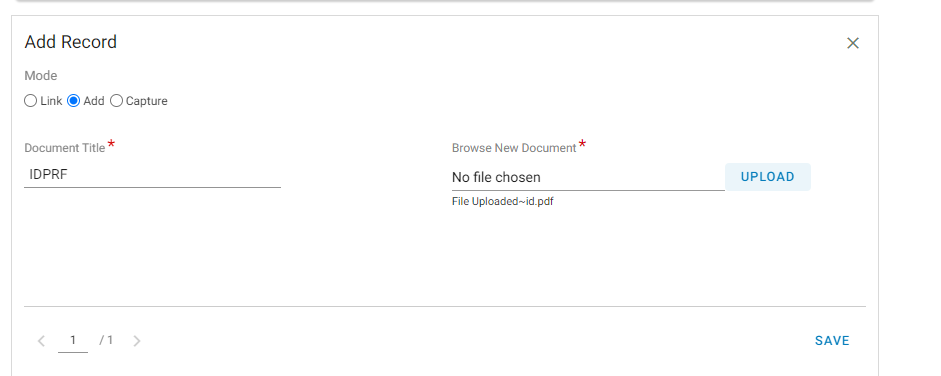 Add Record
Mode
Link Add Capture
Document Title* Browse New Document*
IDPRF No file chosen UPLOAD
File Uploaded~id.pdf
1 / 1 SAVE